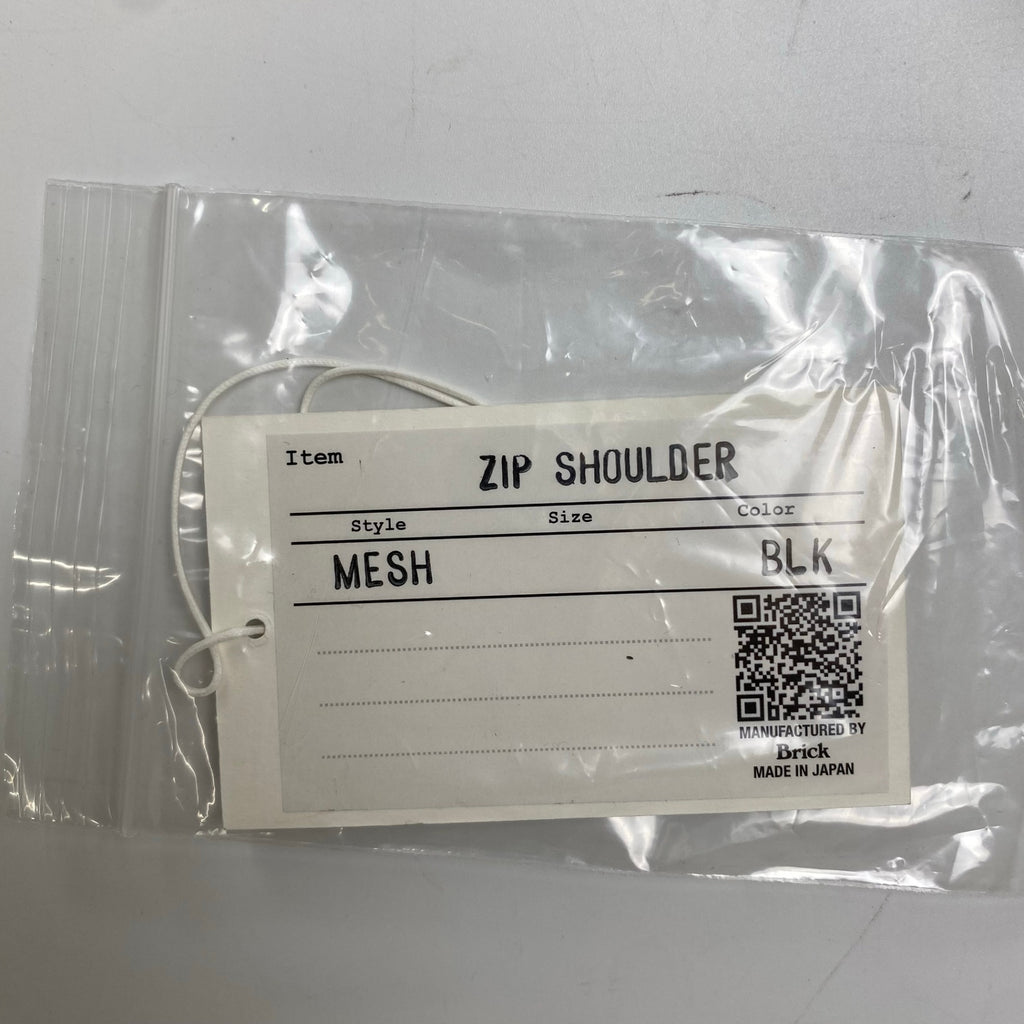 Item ZIP SHOULDER
Style Size Color
MESH BLK
MANUFACTURED BY
Brick
MADE IN JAPAN